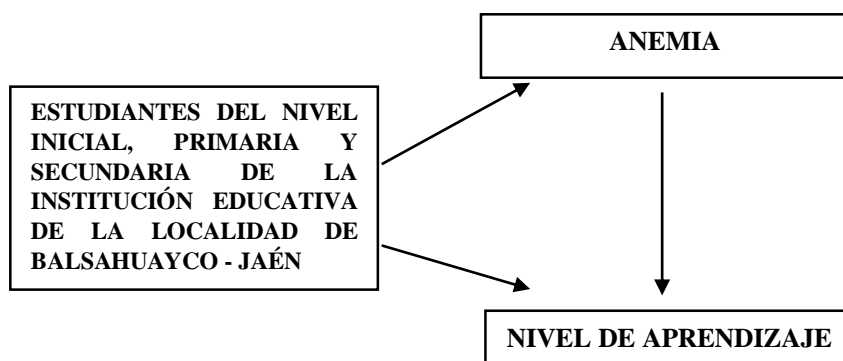 ANEMIA
ESTUDIANTES DEL NIVEL
INICIAL, PRIMARIA Y
SECUNDARIA DE LA
INSTITUCIÓN EDUCATIVA
DE LA LOCALIDAD DE
BALSAHUAYCO - JAÉN
NIVEL DE APRENDIZAJE